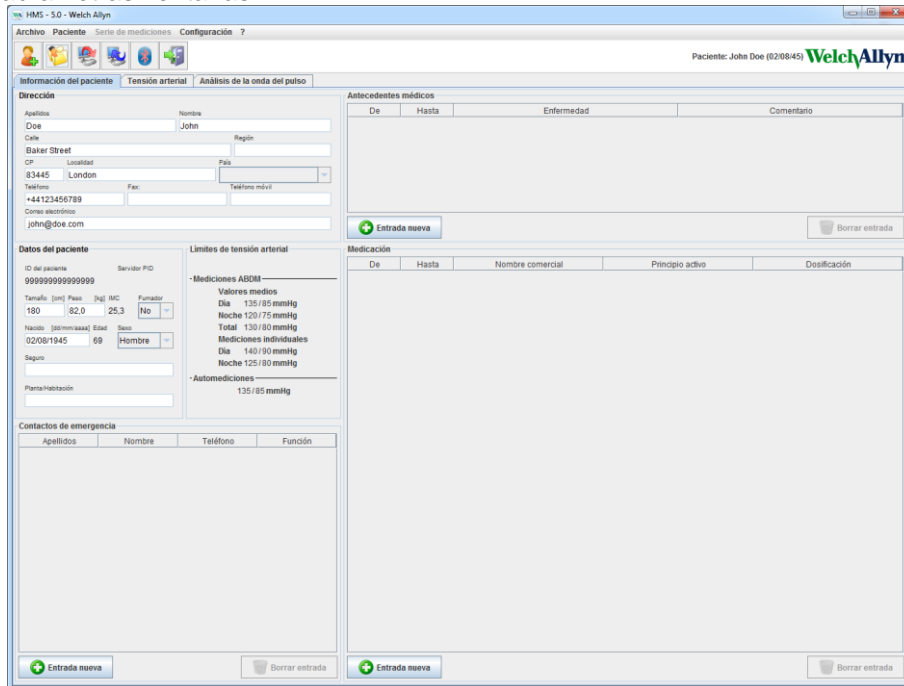 HMS - 5.0 - Welch Allyn
Archivo Paciente Serie de mediciones Configuración ?
Paciente: John Doe (02/08/45) WelchAllyn
Información del paciente Tensión arterial Análisis de la onda del pulso
Dirección
Apellidos Nombre
Doe John
Calle Región
Baker Street
CP Localidad País
83445 London
Teléfono Fax: Teléfono móvil
+44123456789
Correo electrónico
john@doe.com
Antecedentes médicos
De Hasta Enfermedad Comentario
Entrada nueva Borrar entrada
Datos del paciente
ID del paciente Servidor PID
999999999999999
Tamaño [cm] Peso [kg] IMC Fumador
180 82,0 25,3 No
Nacido [dd/mm/aaaa] Edad Sexo
02/08/1945 69 Hombre
Seguro
Planta/Habitación
Límites de tensión arterial
Mediciones ABDM
Valores medios
Día 135/85 mmHg
Noche 120/75 mmHg
Total 130/80 mmHg
Mediciones individuales
Día 140/90 mmHg
Noche 125/80 mmHg
Automediciones
135/85 mmHg
Medicación
De Hasta Nombre comercial Principio activo Dosificación
Contactos de emergencia
Apellidos Nombre Teléfono Función
Entrada nueva Borrar entrada
Entrada nueva Borrar entrada